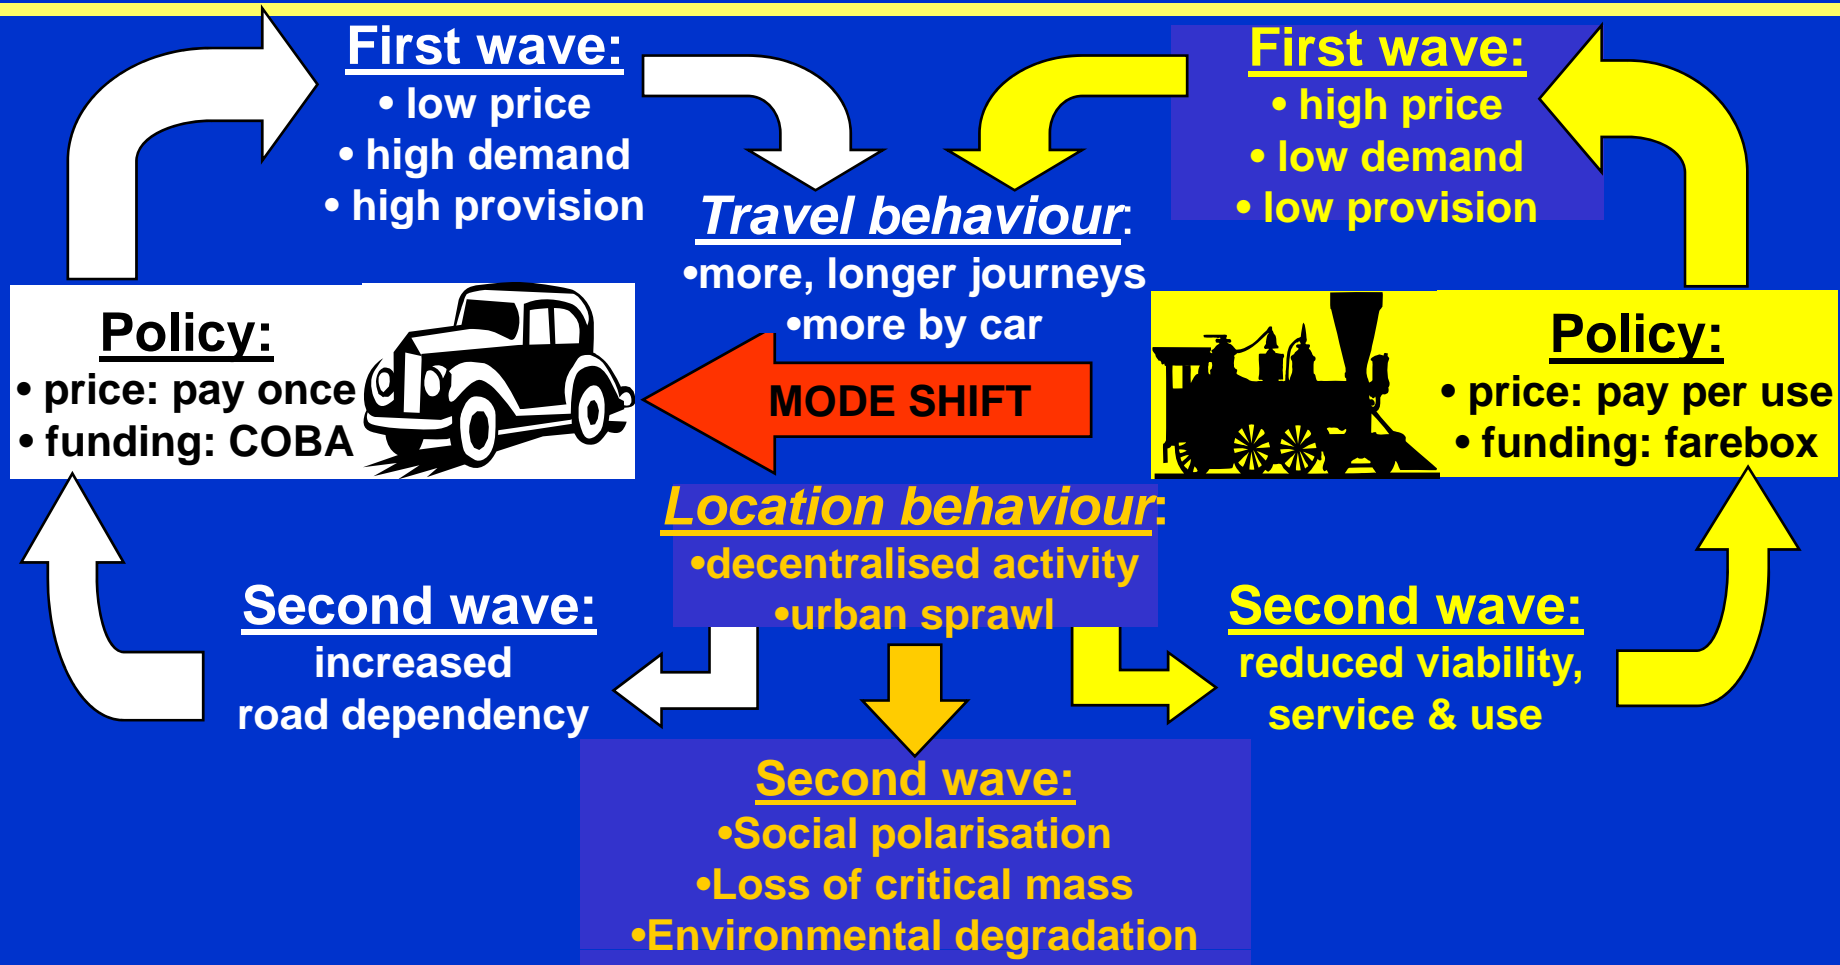 First wave:
• low price
• high demand
• high provision
First wave:
• high price
• low demand
• low provision
Travel behaviour:
•more, longer journeys
•more by car
Policy:
• price: pay once
• funding: COBA
MODE SHIFT
Policy:
• price: pay per use
• funding: farebox
Location behaviour:
•decentralised activity
•urban sprawl
Second wave:
increased
road dependency
Second wave:
reduced viability,
service & use
Second wave:
•Social polarisation
•Loss of critical mass
•Environmental degradation